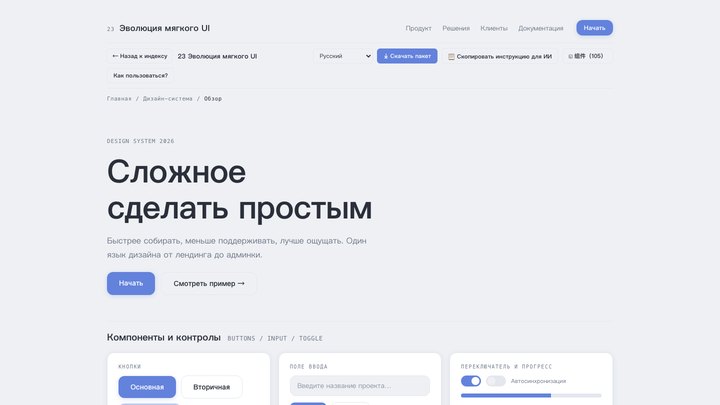 23 Эволюция мягкого UI
Продукт Решения Клиенты Документация Начать
← Назад к индексу 23 Эволюция мягкого UI Русский Скачать пакет Скопировать инструкцию для ИИ 组件 (105)
Как пользоваться?
Главная / Дизайн-система / Обзор
DESIGN SYSTEM 2026
Сложное
сделать простым
Быстрее собирать, меньше поддерживать, лучше ощущать. Один
язык дизайна от лендинга до админки.
Начать Смотреть пример →
Компоненты и контролы BUTTONS / INPUT / TOGGLE
КНОПКИ
Основная Вторичная
ПОЛЕ ВВОДА
Введите название проекта...
ПЕРЕКЛЮЧАТЕЛЬ И ПРОГРЕСС
Автосинхронизация